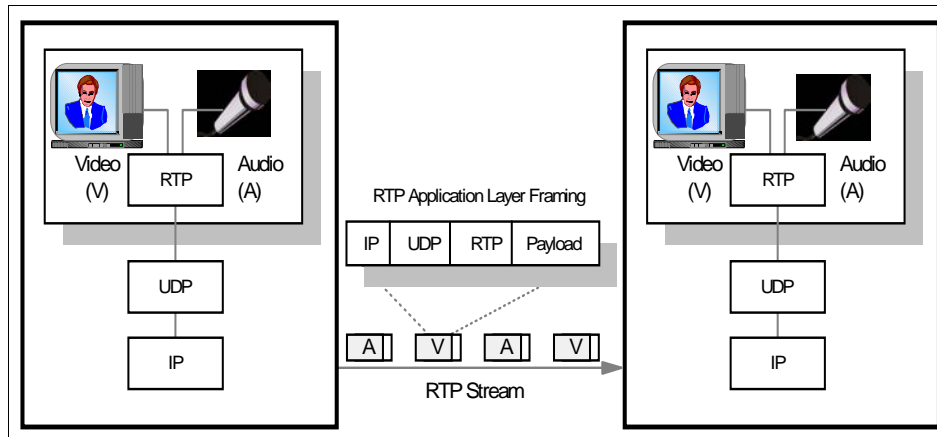 Video
(V)
RTP
Audio
(A)
UDP
IP
RTP Application Layer Framing
IP UDP RTP Payload
A V A V
RTP Stream
Video
(V)
RTP
Audio
(A)
UDP
IP